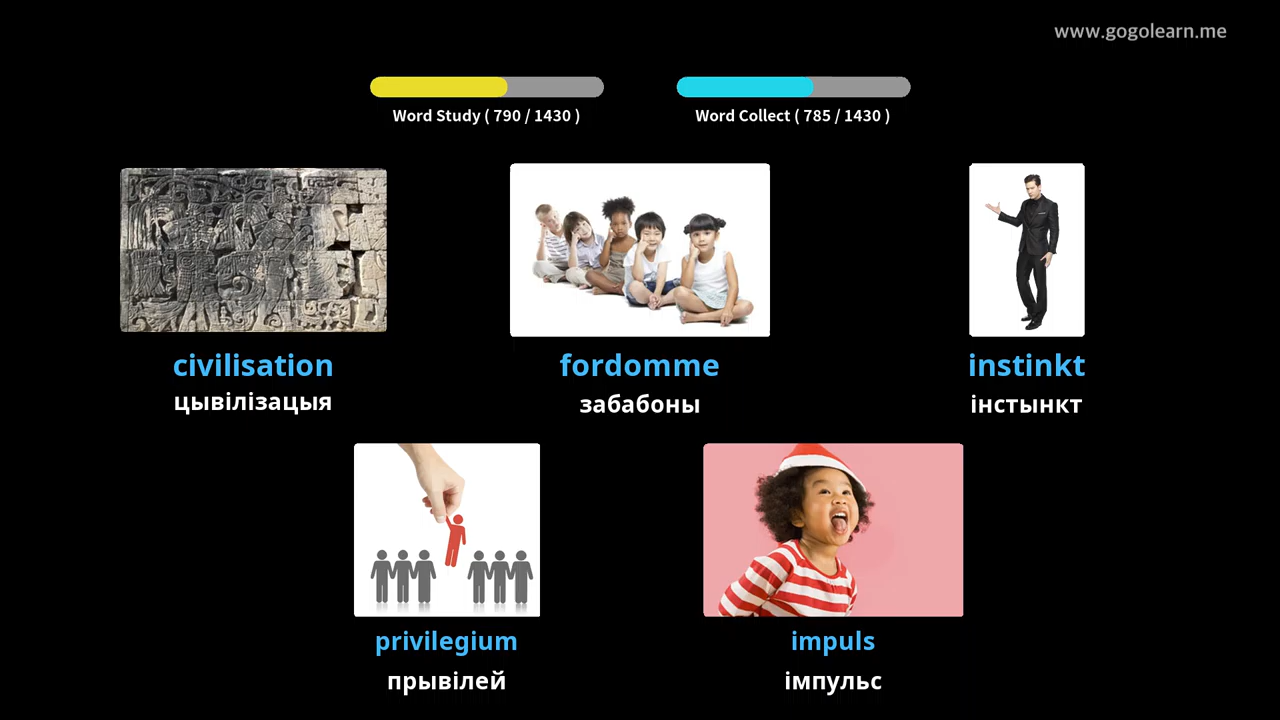 www.gogolearn.me
Word Study ( 790 / 1430 )
Word Collect ( 785 / 1430 )
civilisation
цывілізацыя
fordomme
забабоны
instinkt
інстынкт
privilegium
прывілей
impuls
імпульс